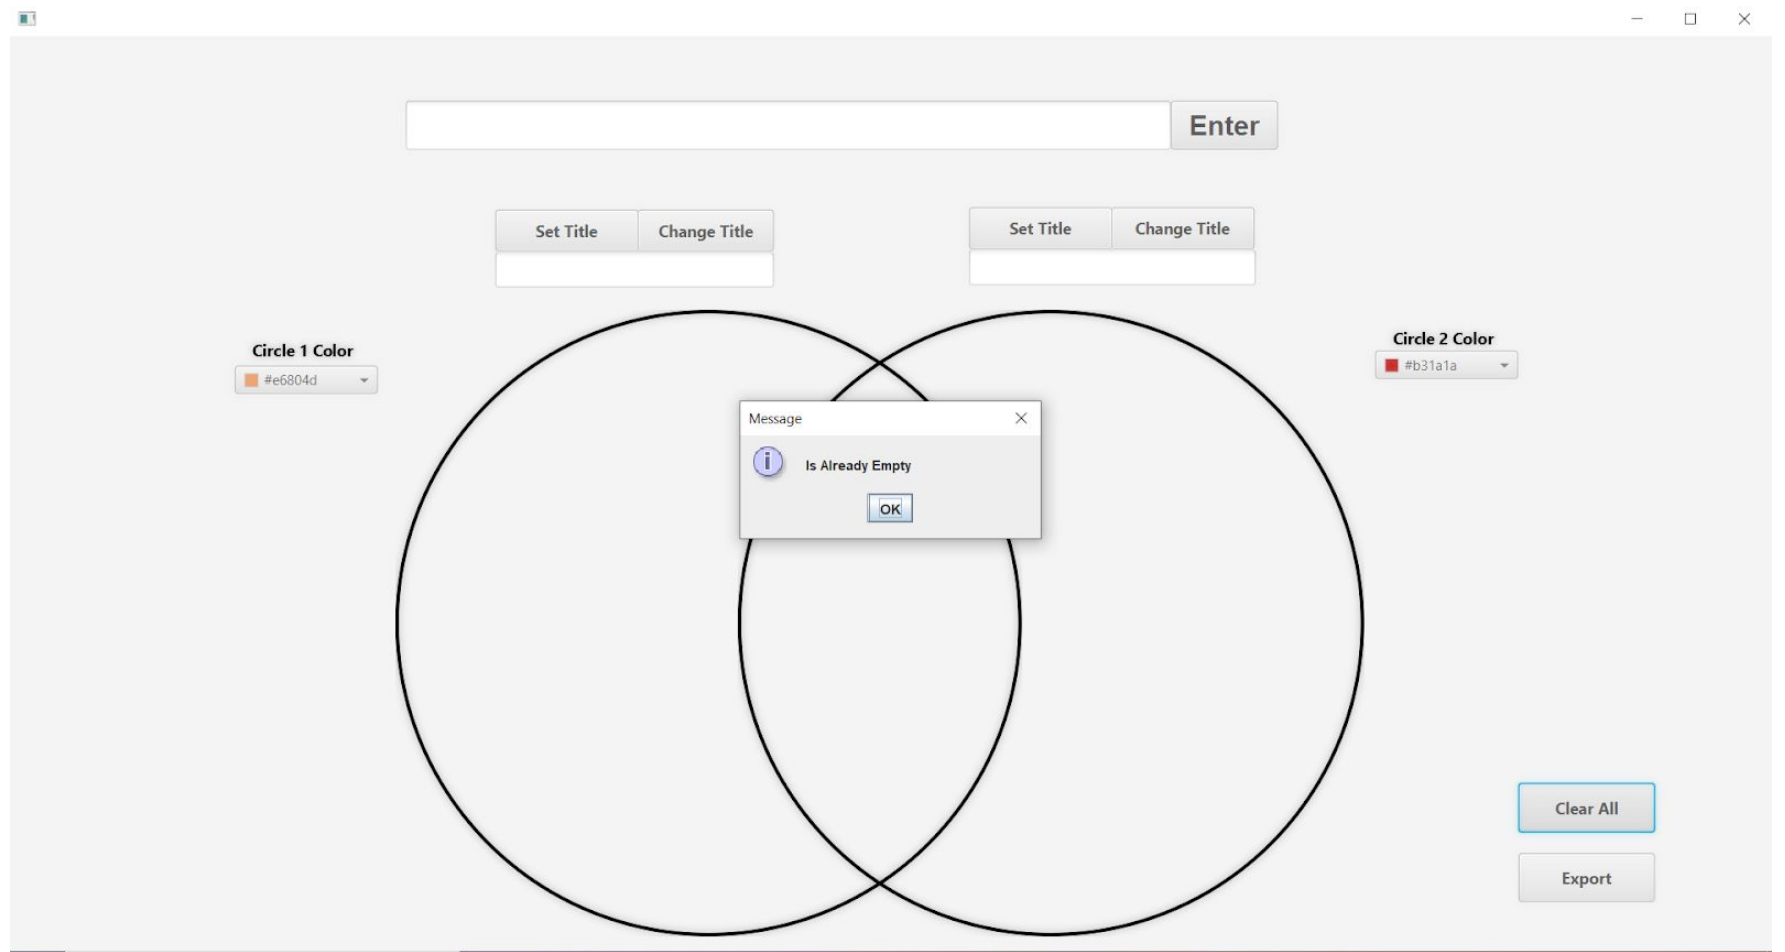 Enter
Set Title
Change Title
Set Title
Change Title
Circle 1 Color
#e6804d
Circle 2 Color
#b31a1a
Message
Is Already Empty
OK
Clear All
Export